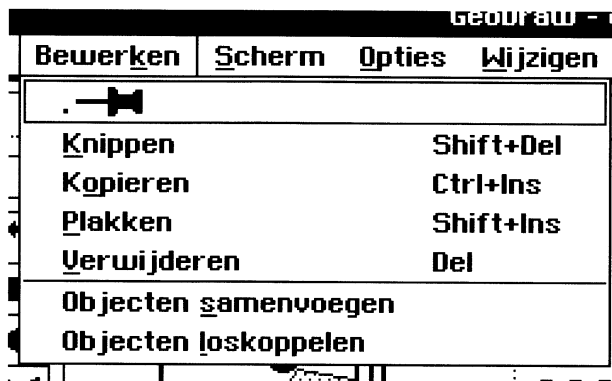 GeoDraw -
Bewerken Scherm Opties Wijzigen
Knippen Shift+Del
Kopieren Ctrl+Ins
Plakken Shift+Ins
Verwijderen Del
Objecten samenvoegen
Objecten loskoppelen